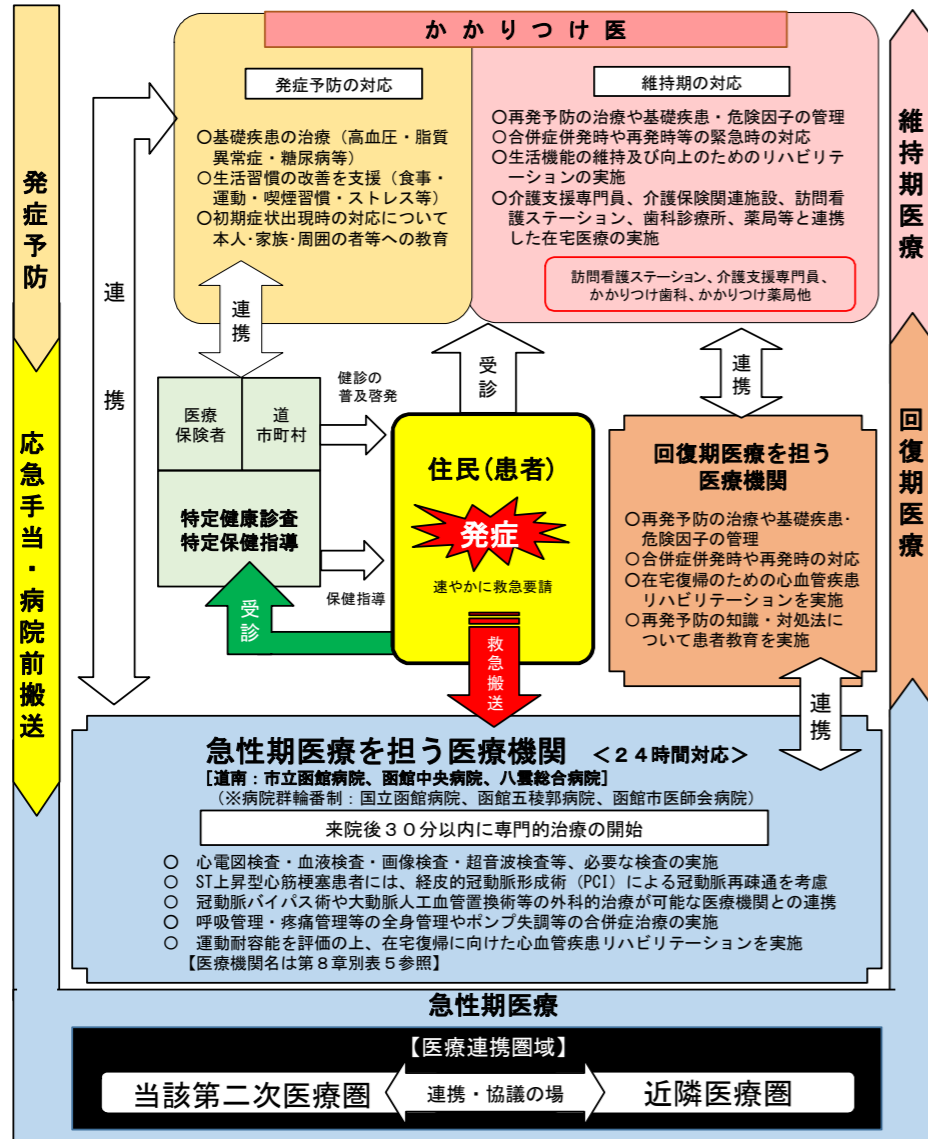 かかりつけ医
発症予防の対応
○基礎疾患の治療（高血圧・脂質
異常症・糖尿病等）
○生活習慣の改善を支援（食事・
運動・喫煙習慣・ストレス等）
○初期症状出現時の対応について
本人・家族・周囲の者等への教育
維持期の対応
○再発予防の治療や基礎疾患・危険因子の管理
○合併症併発時や再発時等の緊急時の対応
○生活機能の維持及び向上のためのリハビリテ
ーションの実施
○介護支援専門員、介護保険関連施設、訪問看
護ステーション、歯科診療所、薬局等と連携
した在宅医療の実施
訪問看護ステーション、介護支援専門員、
かかりつけ歯科、かかりつけ薬局他
発症予防
応急手当・病院前搬送
維持期医療
回復期医療
連携
連携
受診
連携
医療
保険者
道
市町村
健診の
普及啓発
特定健康診査
特定保健指導
保健指導
受診
住民(患者)
発症
速やかに救急要請
救急搬送
回復期医療を担う
医療機関
○再発予防の治療や基礎疾患・
危険因子の管理
○合併症併発時や再発時の対応
○在宅復帰のための心血管疾患
リハビリテーションを実施
○再発予防の知識・対処法に
ついて患者教育を実施
連携
急性期医療を担う医療機関 ＜２４時間対応＞
[道南：市立函館病院、函館中央病院、八雲総合病院]
（※病院群輪番制：国立函館病院、函館五稜郭病院、函館市医師会病院）
来院後３０分以内に専門的治療の開始
○ 心電図検査・血液検査・画像検査・超音波検査等、必要な検査の実施
○ ST上昇型心筋梗塞患者には、経皮的冠動脈形成術（PCI）による冠動脈再疎通を考慮
○ 冠動脈バイパス術や大動脈人工血管置換術等の外科的治療が可能な医療機関との連携
○ 呼吸管理・疼痛管理等の全身管理やポンプ失調等の合併症治療の実施
○ 運動耐容能を評価の上、在宅復帰に向けた心血管疾患リハビリテーションを実施
【医療機関名は第８章別表５参照】
急性期医療
【医療連携圏域】
当該第二次医療圏
連携・協議の場
近隣医療圏